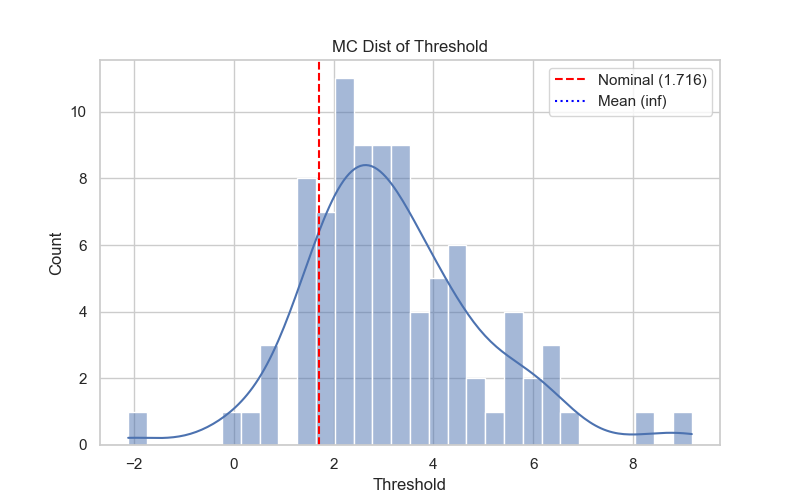 MC Dist of Threshold
Nominal (1.716)
Mean (inf)
Count
10
8
6
4
2
0
−2
0
2
4
6
8
Threshold